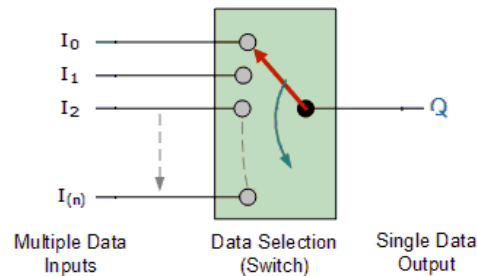 I0
I1
I2
Q
I(n)
Multiple Data
Inputs
Data Selection
(Switch)
Single Data
Output